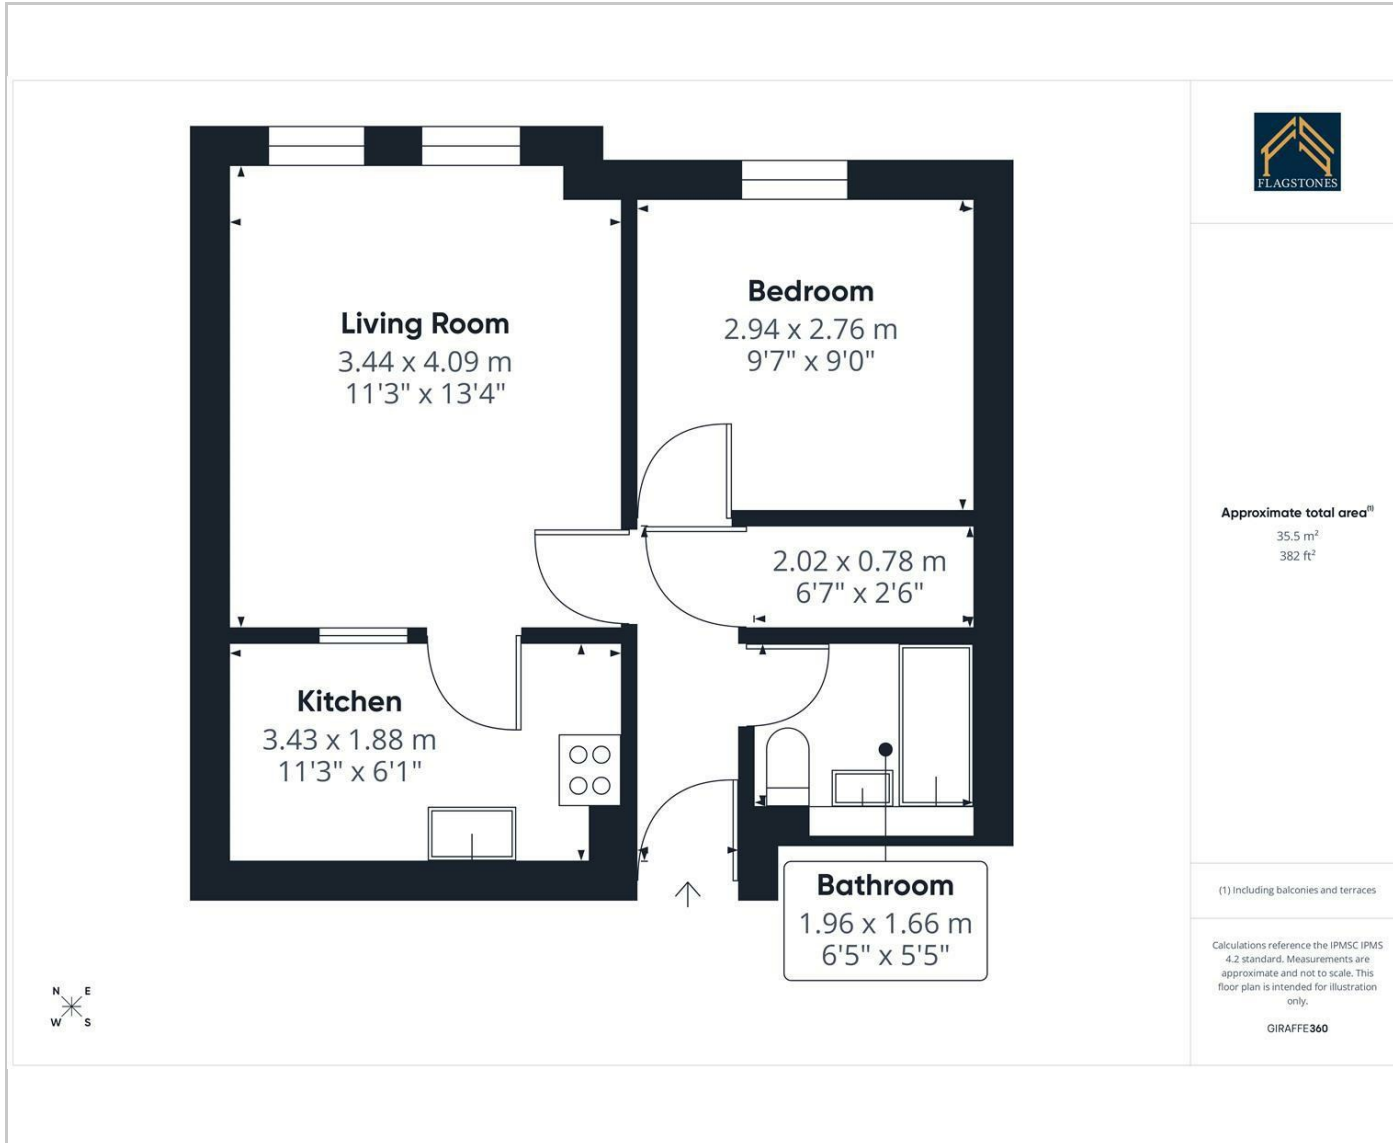 Living Room
3.44 x 4.09 m
11'3" x 13'4"
Bedroom
2.94 x 2.76 m
9'7" x 9'0"
2.02 x 0.78 m
6'7" x 2'6"
Kitchen
3.43 x 1.88 m
11'3" x 6'1"
Bathroom
1.96 x 1.66 m
6'5" x 5'5"
N E
W S
FLAGSTONES
Approximate total area⁽¹⁾
35.5 m²
382 ft²
(1) Including balconies and terraces
Calculations reference the IPMSC IPMS
4.2 standard. Measurements are
approximate and not to scale. This
floor plan is intended for illustration
only.
GIRAFFE360